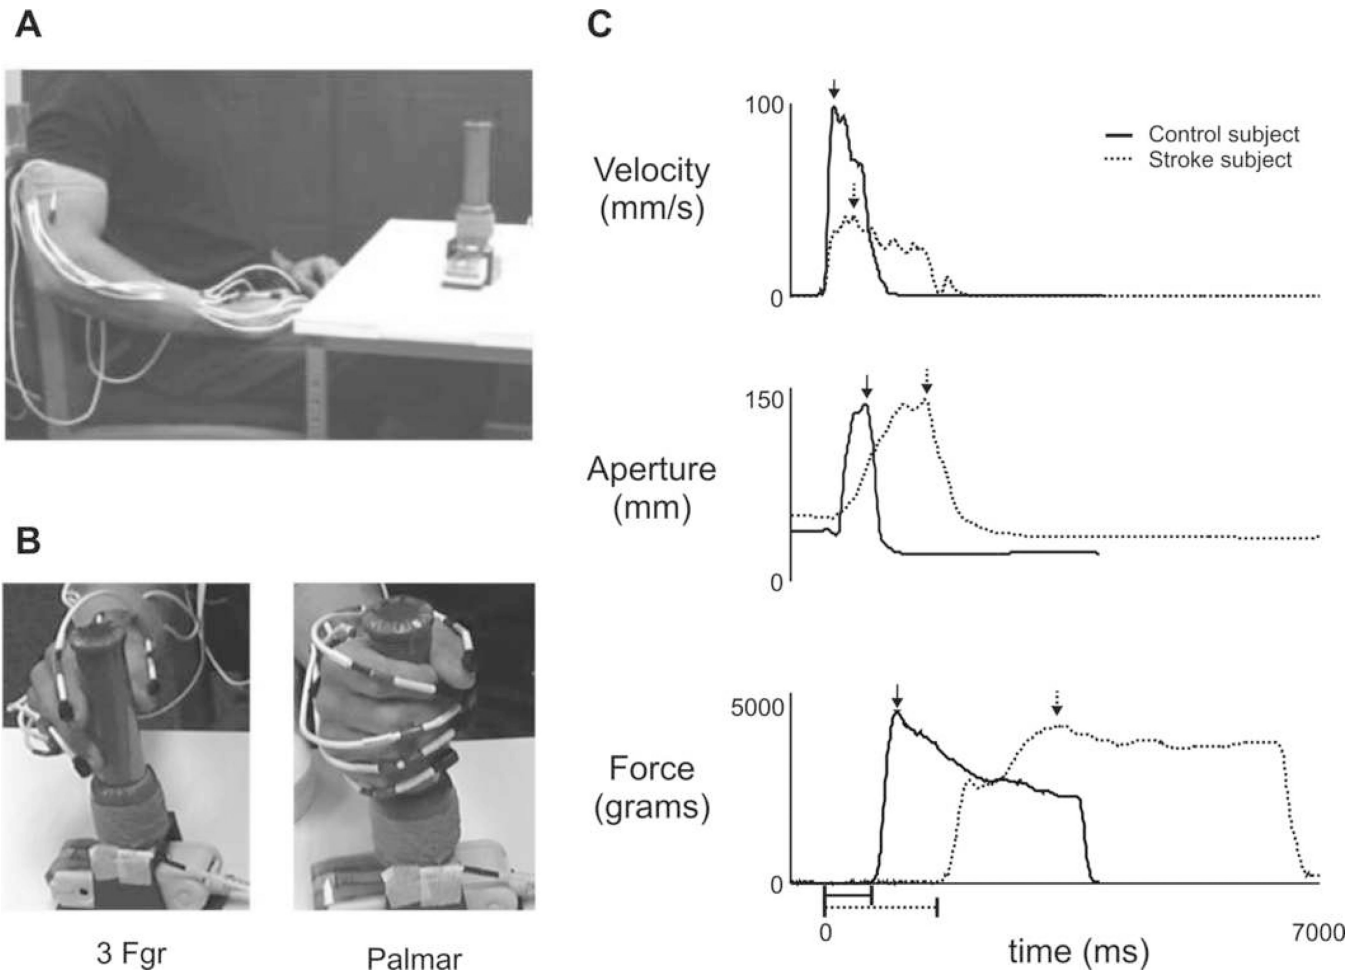 A
B
3 Fgr
Palmar
C
Control subject
Stroke subject
100
Velocity
(mm/s)
0
150
Aperture
(mm)
0
5000
Force
(grams)
0
0
time (ms)
7000